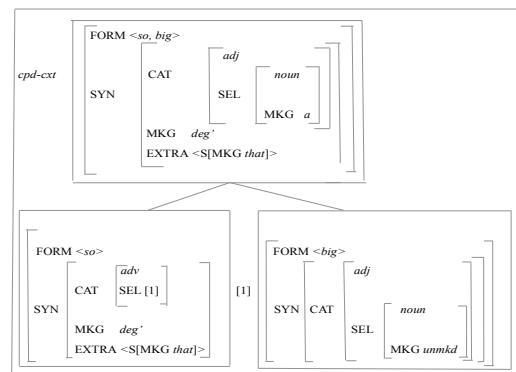 FORM <so, big>
adj
cpd-cxt CAT noun
SYN SEL
MKG a
MKG deg’
EXTRA <S[MKG that]>
FORM <so>
adv
CAT SEL [1]
SYN
MKG deg’
EXTRA <S[MKG that]>
[1]
FORM <big>
adj
SYN CAT noun
SEL
MKG unmkd